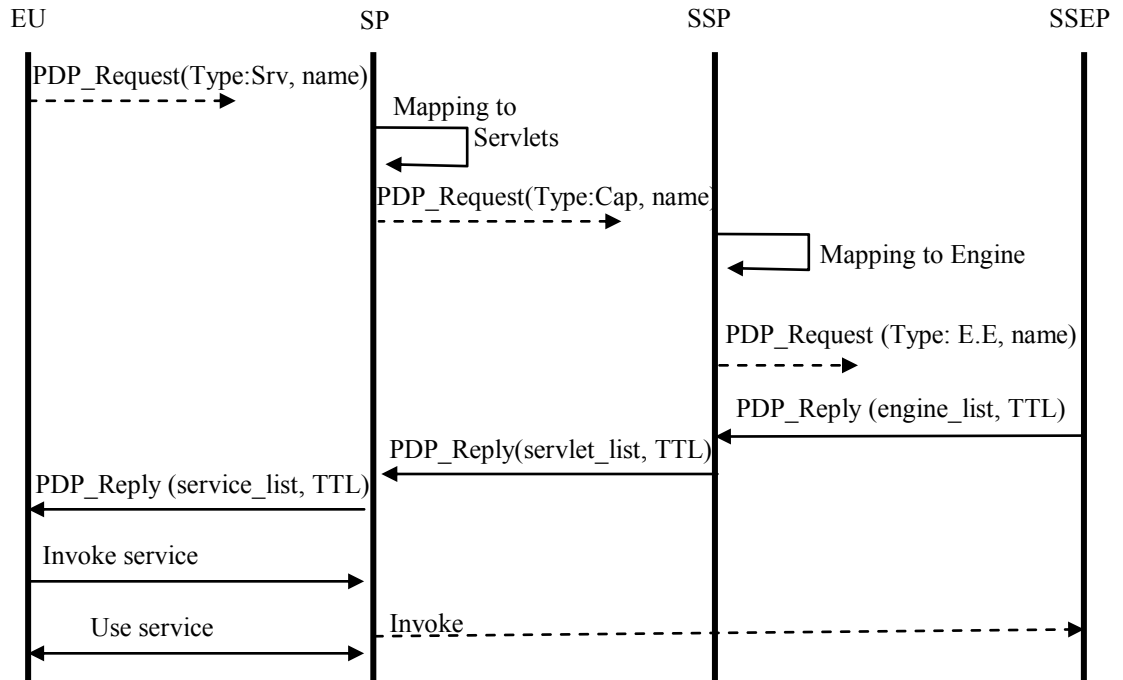 EU SP SSP SSEP
PDP_Request(Type:Srv, name)
Mapping to
Servlets
PDP_Request(Type:Cap, name)
Mapping to Engine
PDP_Request (Type: E.E, name)
PDP_Reply (engine_list, TTL)
PDP_Reply(servlet_list, TTL)
PDP_Reply (service_list, TTL)
Invoke service
Use service
Invoke